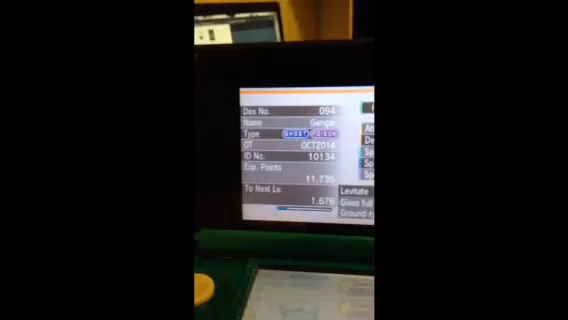 Dex No. 094
Name Gengar
Type GHOST POISON
OT OCT2014
ID No. 10134
Exp. Points
11,735
To Next Lv.
1,676
Levitate
Gives full
Ground-t